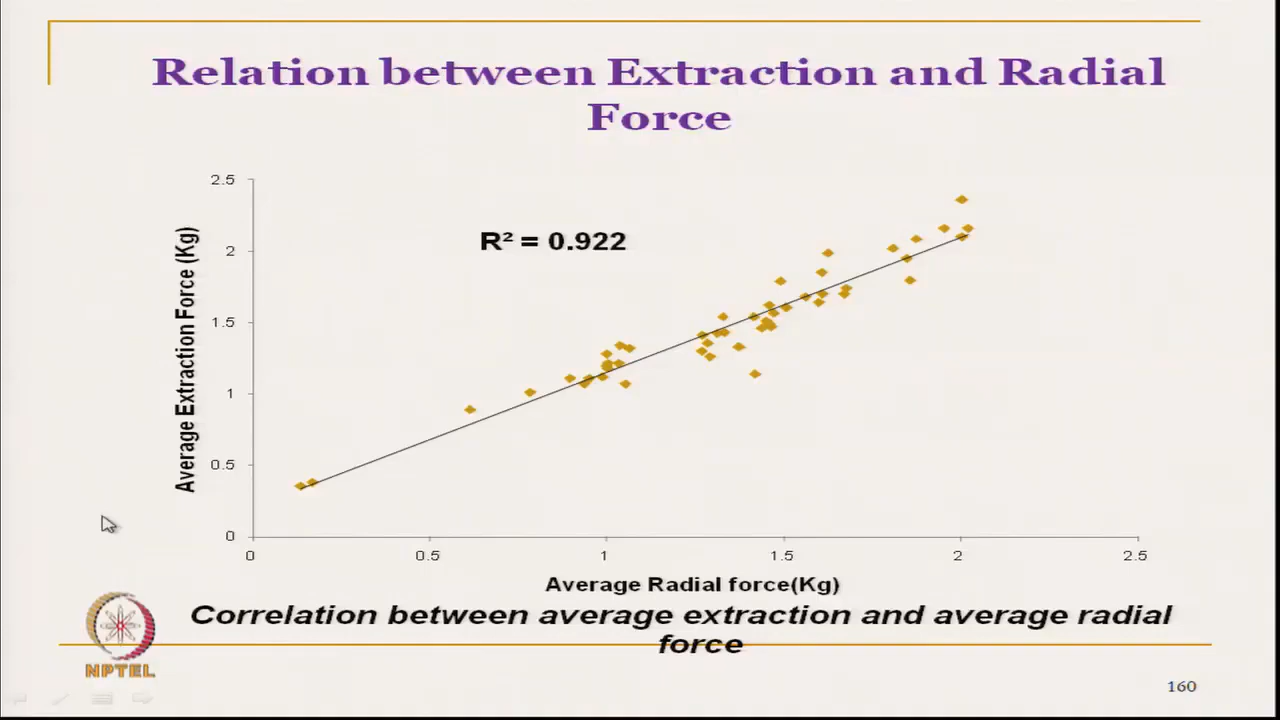 Relation between Extraction and Radial
Force
2.5
2
1.5
1
0.5
0
Average Extraction Force (Kg)
R² = 0.922
0 0.5 1 1.5 2 2.5
Average Radial force(Kg)
Correlation between average extraction and average radial
force
NPTEL
160